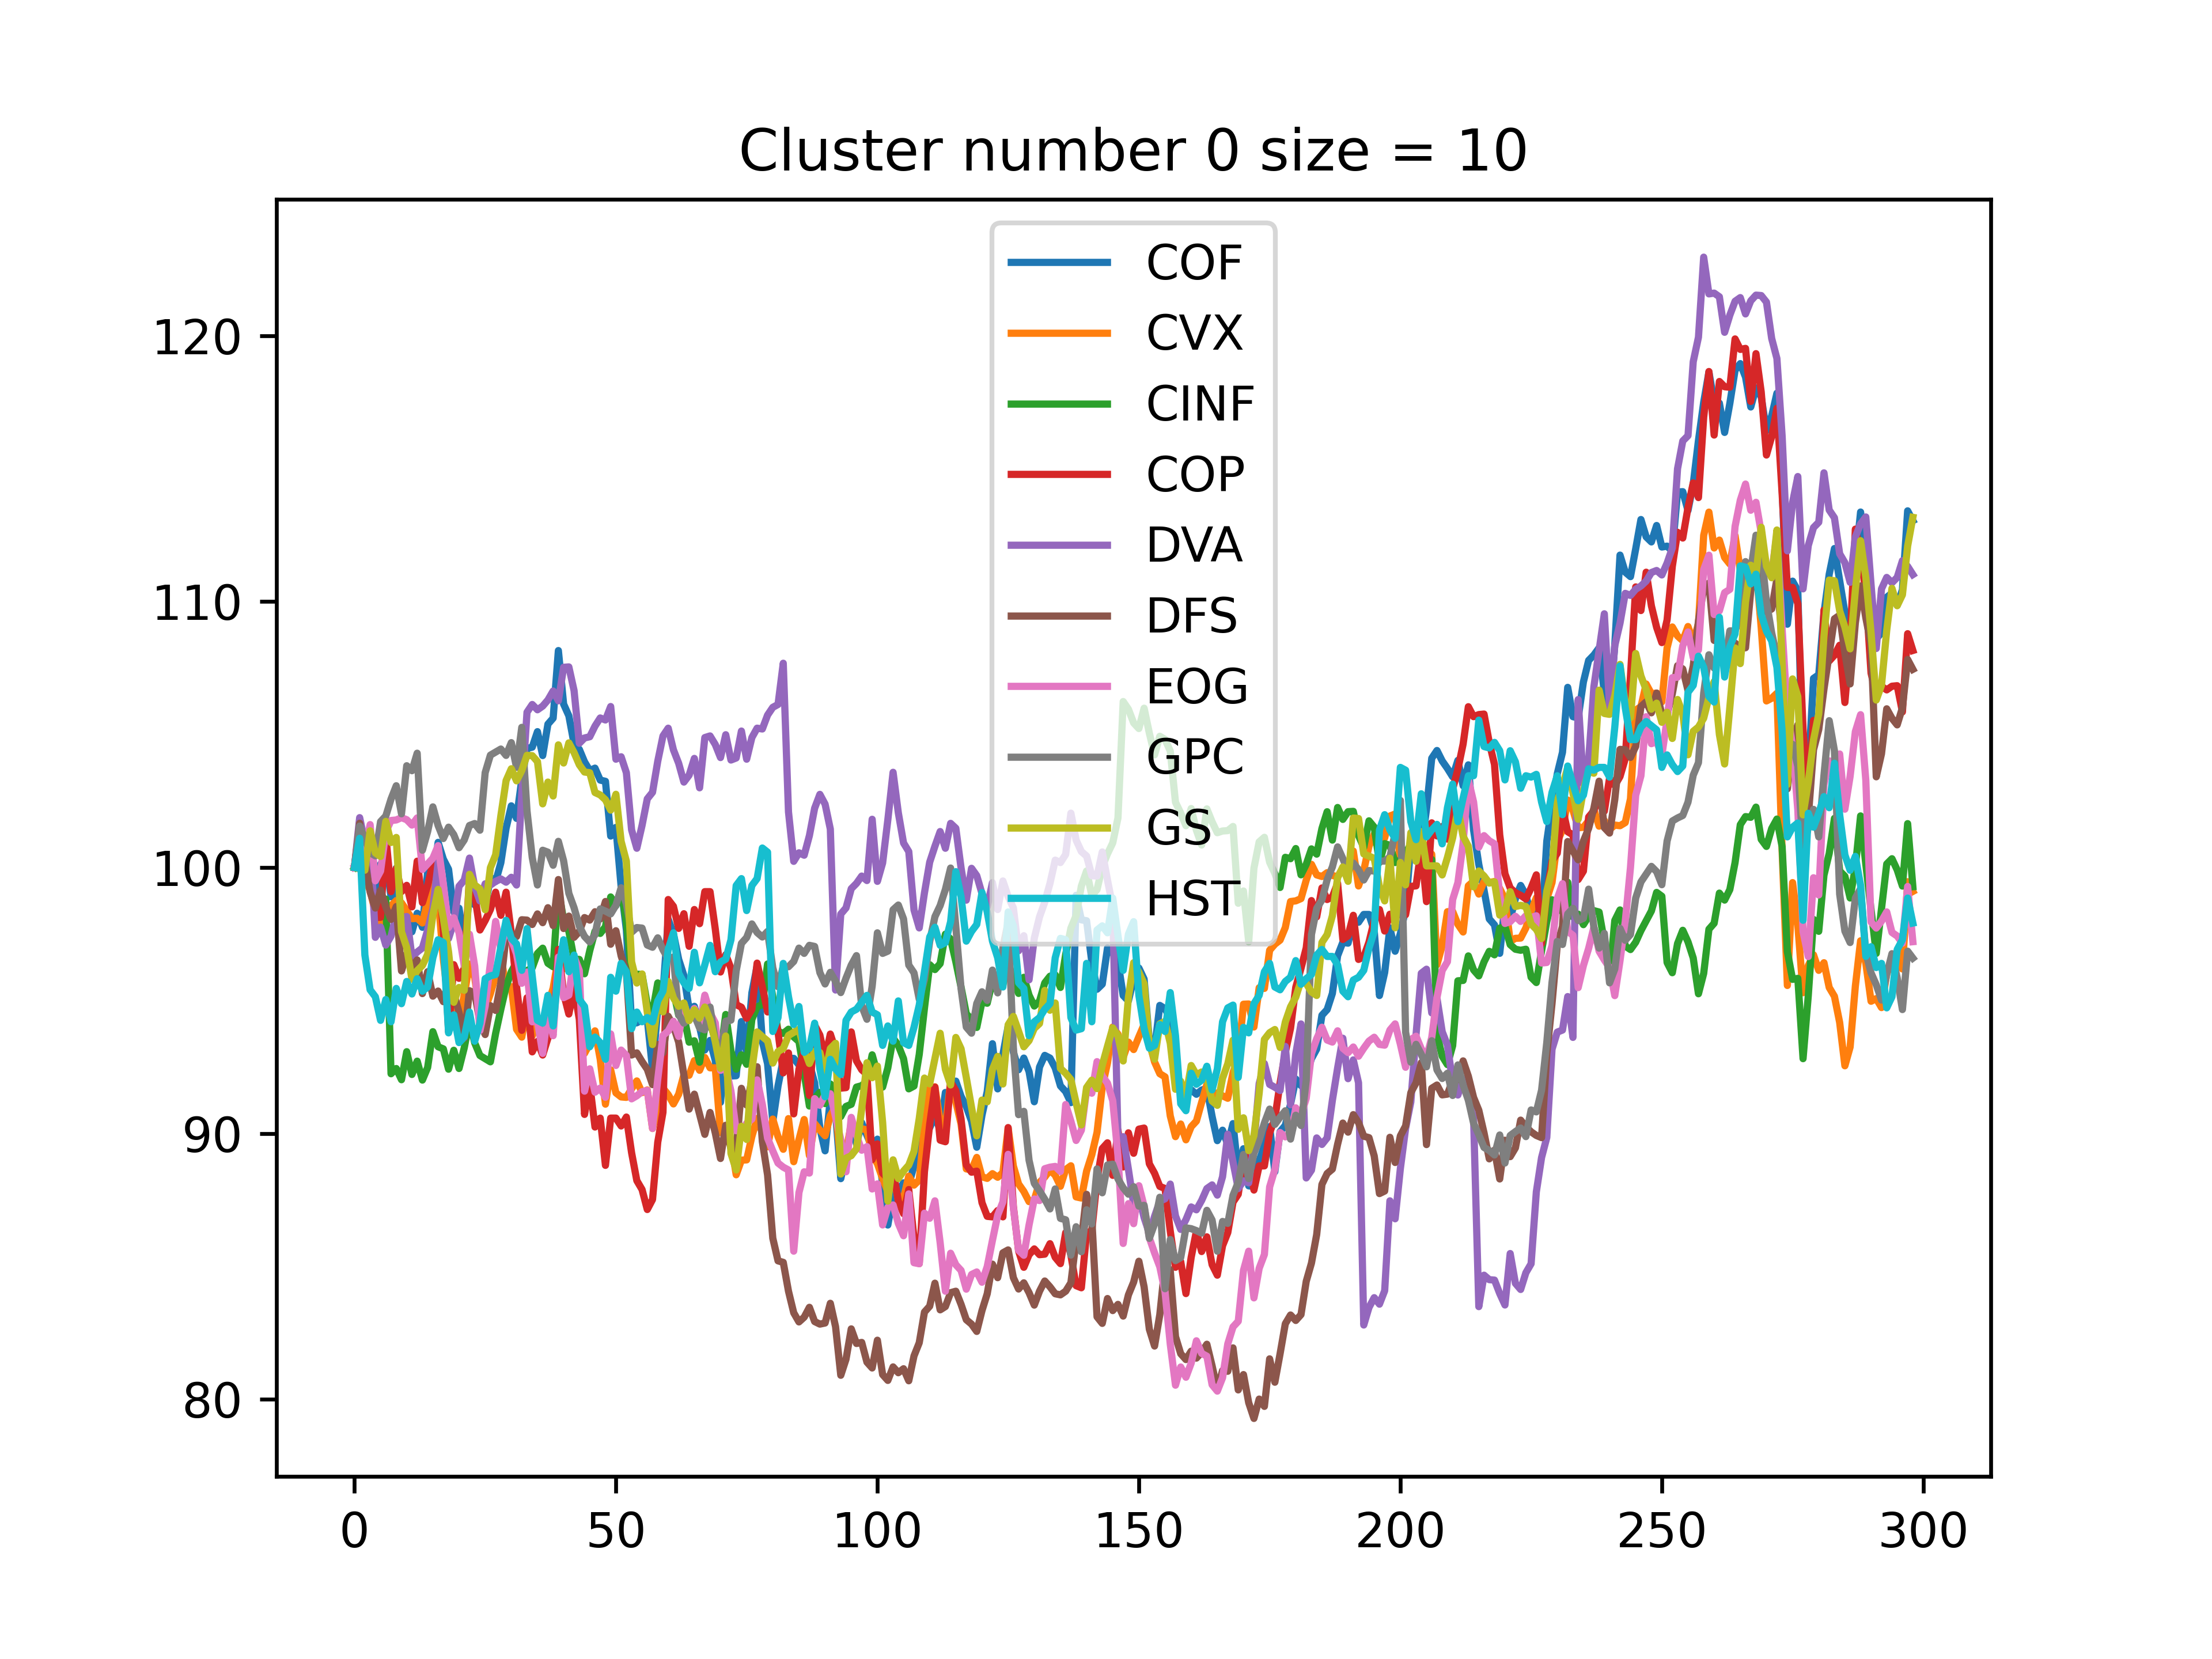 Cluster number 0 size = 10
COF
CVX
CINF
COP
DVA
DFS
EOG
GPC
GS
HST
120
110
100
90
80
0 50 100 150 200 250 300